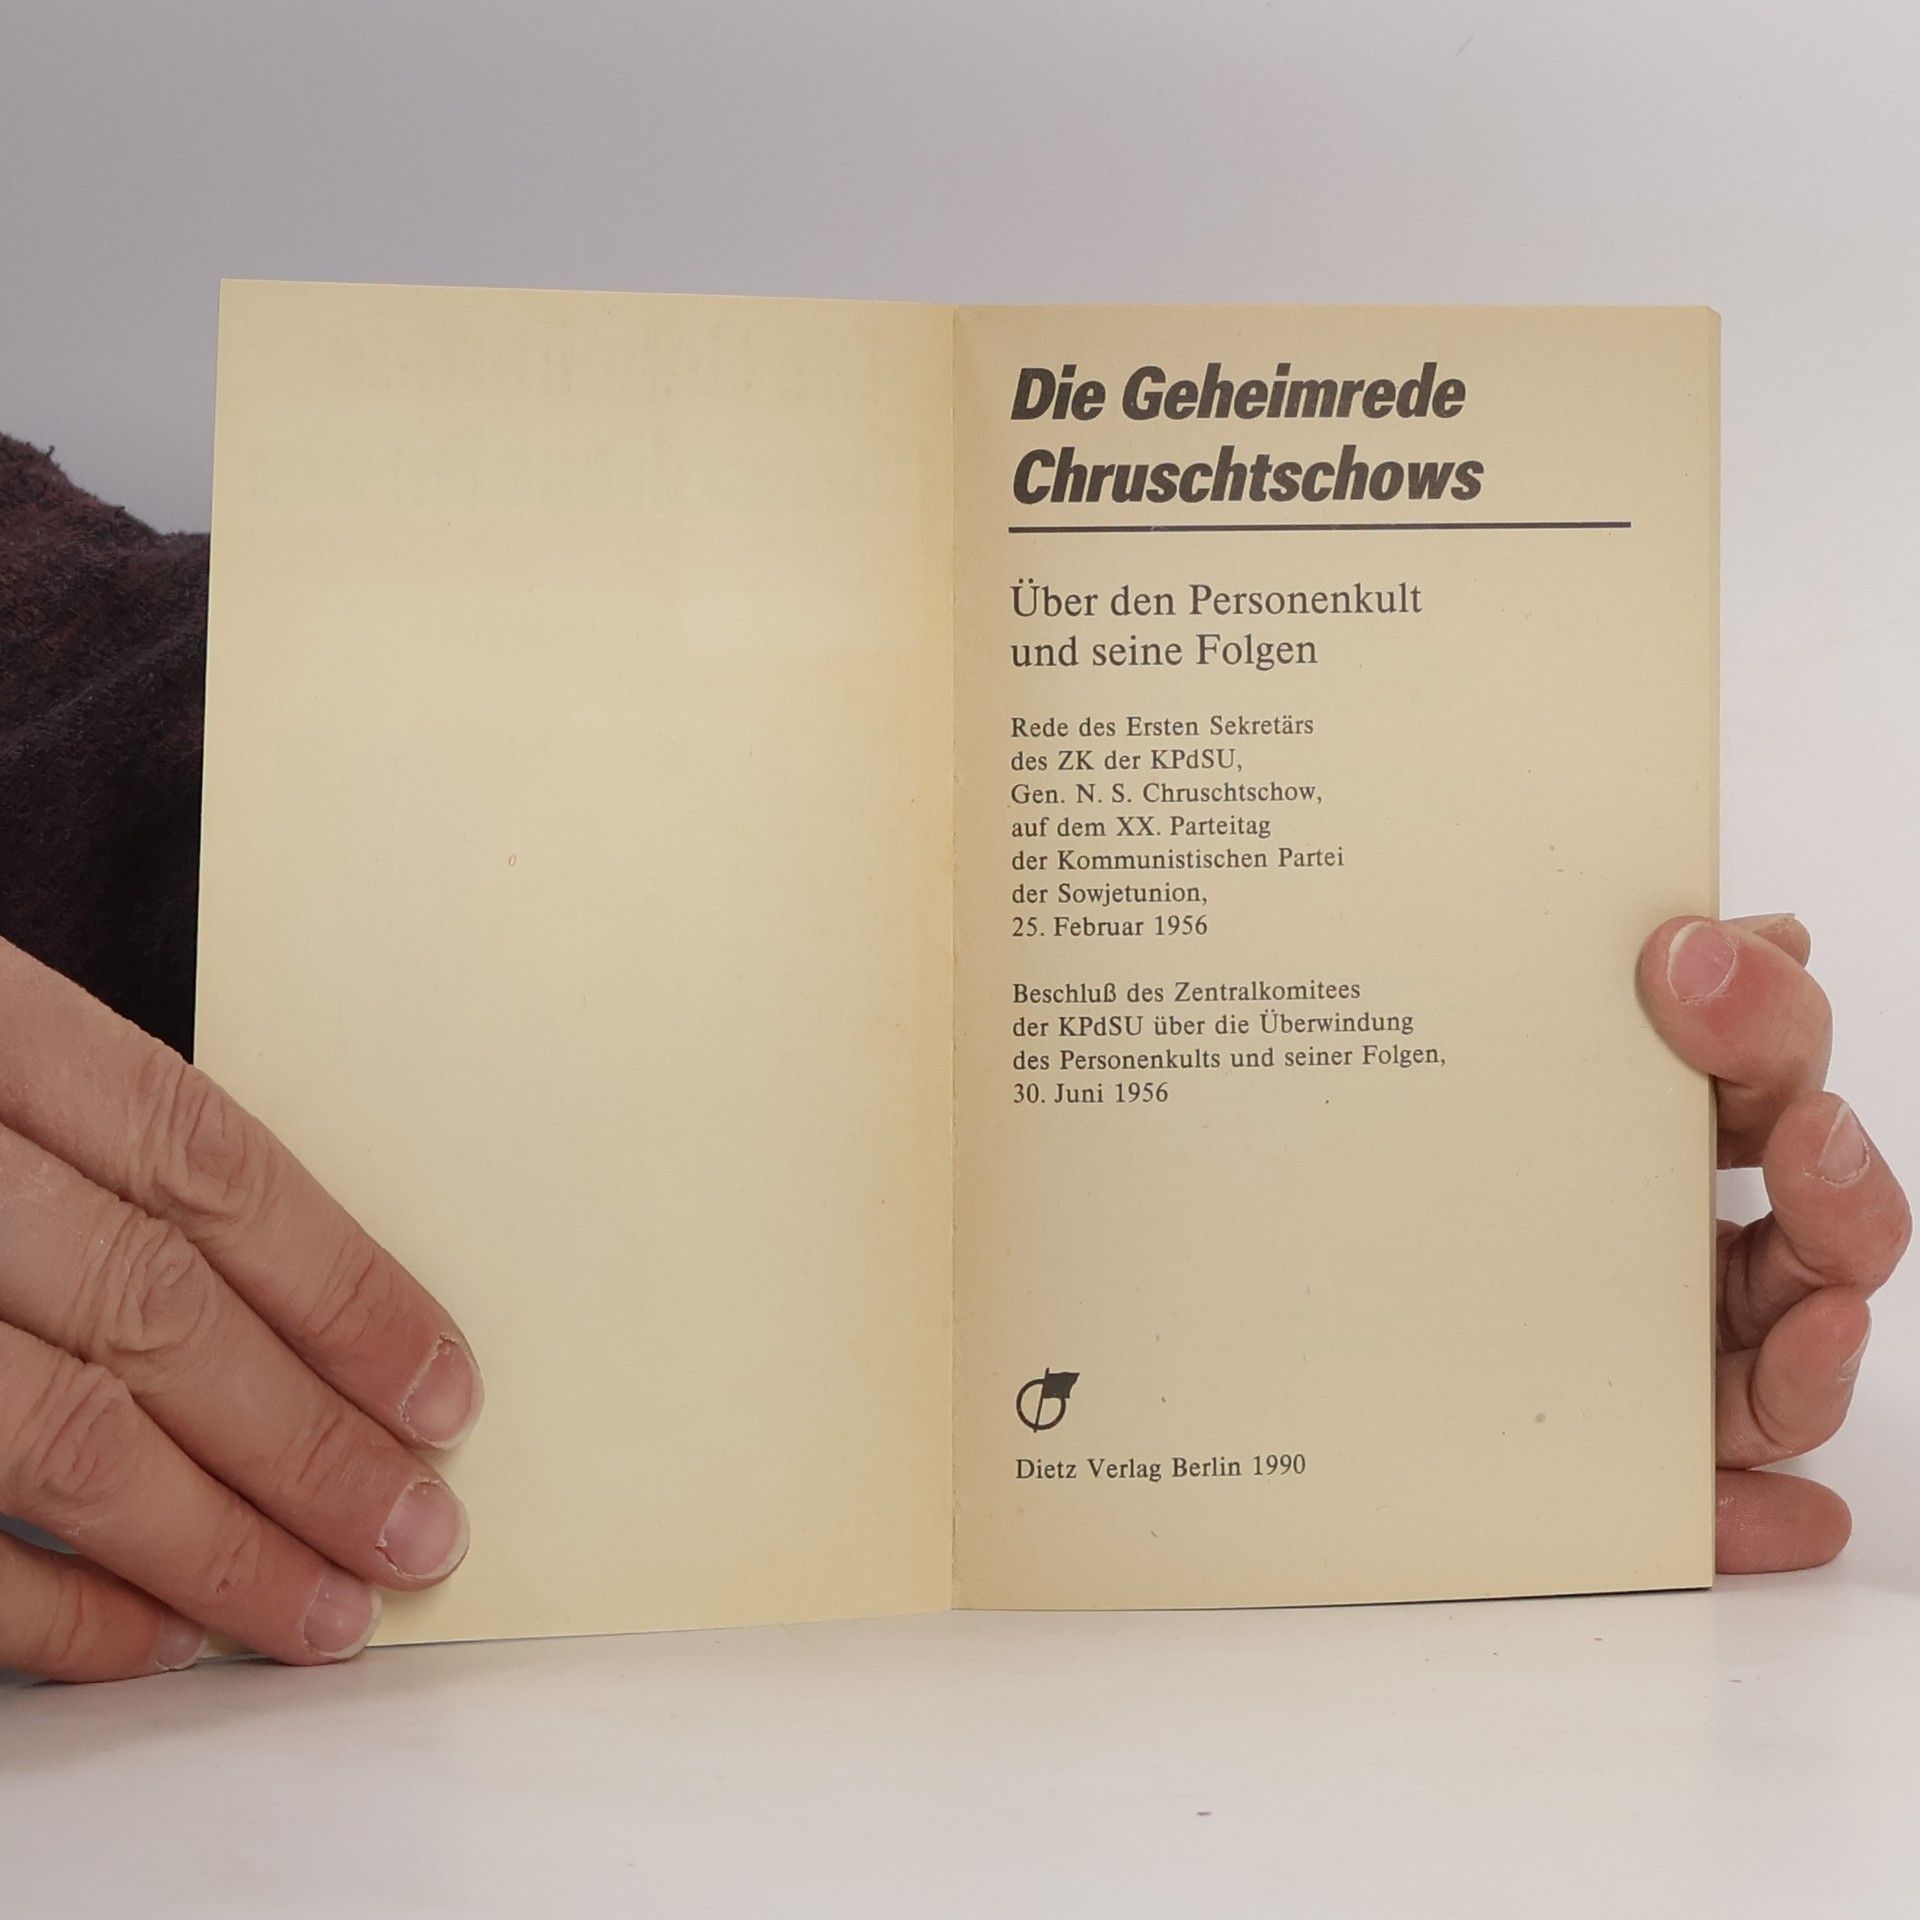 Die Geheimrede
Chruschtschows
Über den Personenkult
und seine Folgen
Rede des Ersten Sekretärs
des ZK der KPdSU,
Gen. N. S. Chruschtschow,
auf dem XX. Parteitag
der Kommunistischen Partei
der Sowjetunion,
25. Februar 1956
Beschluß des Zentralkomitees
der KPdSU über die Überwindung
des Personenkults und seiner Folgen,
30. Juni 1956
Dietz Verlag Berlin 1990